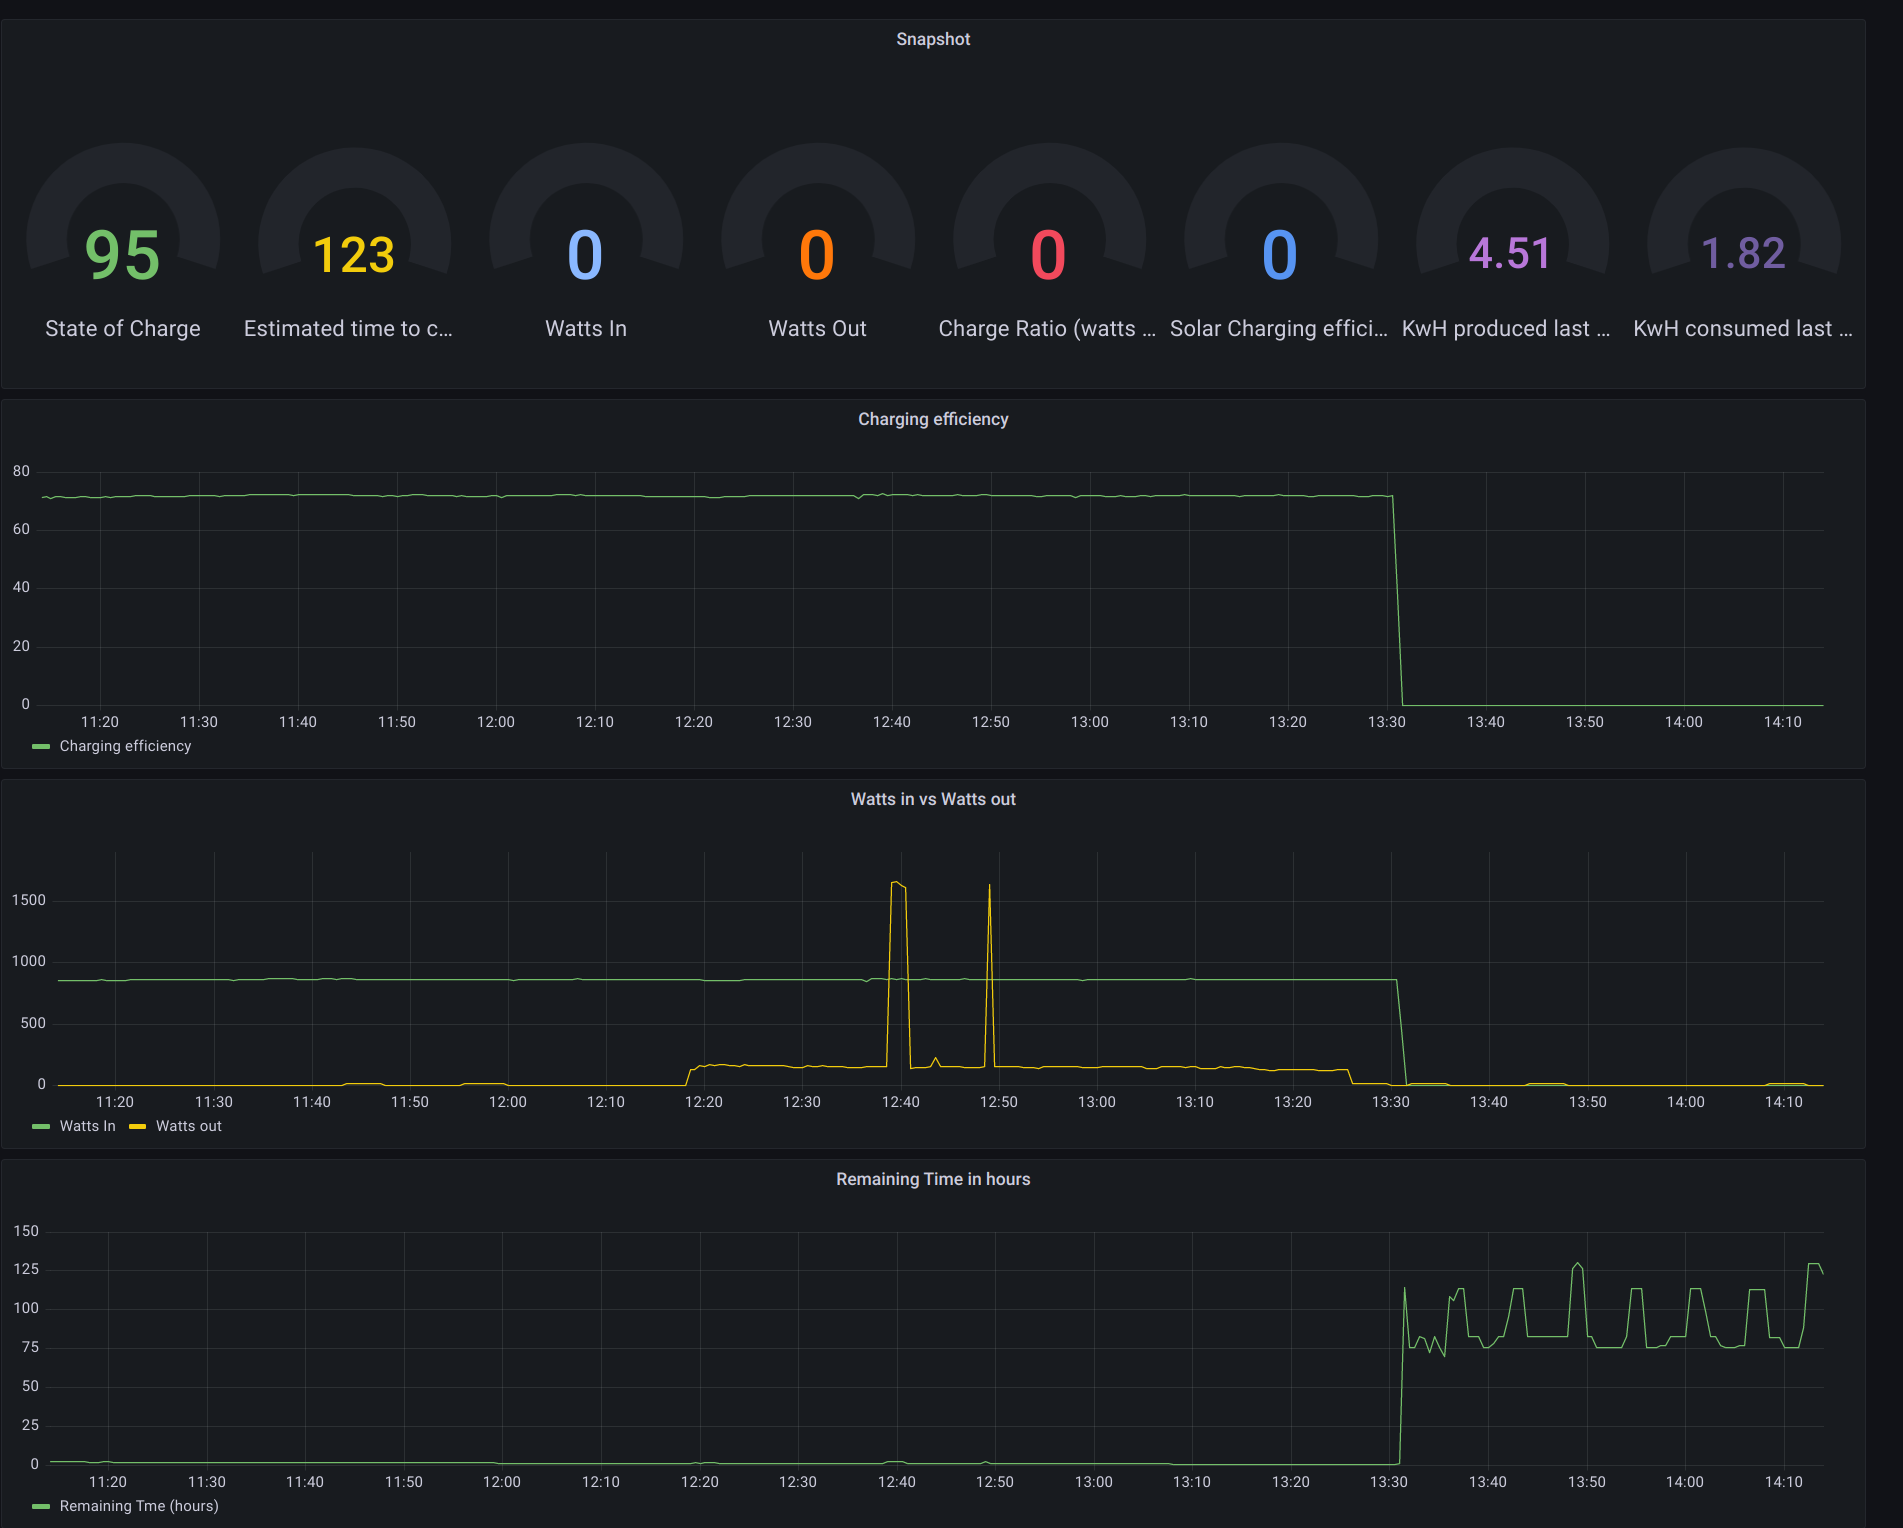 Snapshot
95 123 0 0 0 0 4.51 1.82
State of Charge Estimated time to c... Watts In Watts Out Charge Ratio (watts ... Solar Charging effici... KwH produced last ... KwH consumed last ...
Charging efficiency
80
60
40
20
0
11:20 11:30 11:40 11:50 12:00 12:10 12:20 12:30 12:40 12:50 13:00 13:10 13:20 13:30 13:40 13:50 14:00 14:10
Charging efficiency
Watts in vs Watts out
1500
1000
500
0
11:20 11:30 11:40 11:50 12:00 12:10 12:20 12:30 12:40 12:50 13:00 13:10 13:20 13:30 13:40 13:50 14:00 14:10
Watts In Watts out
Remaining Time in hours
150
125
100
75
50
25
0
11:20 11:30 11:40 11:50 12:00 12:10 12:20 12:30 12:40 12:50 13:00 13:10 13:20 13:30 13:40 13:50 14:00 14:10
Remaining Tme (hours)